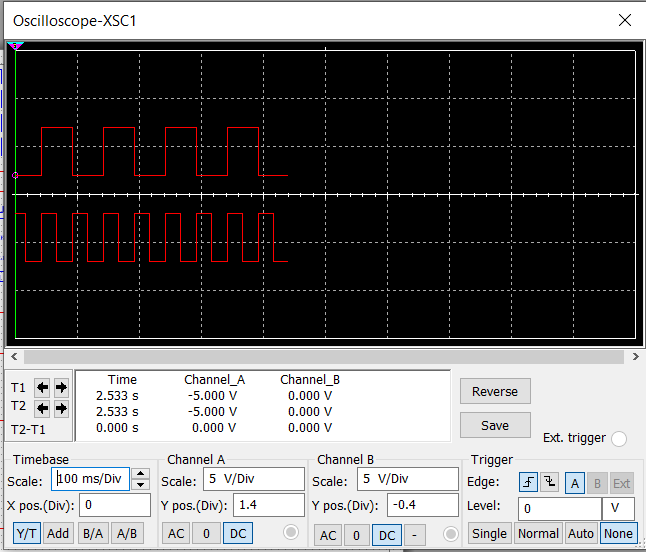 Oscilloscope-XSC1
Time Channel_A Channel_B
T1 2.533 s -5.000 V 0.000 V
T2 2.533 s -5.000 V 0.000 V
T2-T1 0.000 s 0.000 V 0.000 V
Reverse
Save
Ext. trigger
Timebase
Scale: 100 ms/Div
X pos.(Div): 0
Y/T Add B/A A/B
Channel A
Scale: 5 V/Div
Y pos.(Div): 1.4
AC 0 DC
Channel B
Scale: 5 V/Div
Y pos.(Div): -0.4
AC 0 DC -
Trigger
Edge: A B Ext
Level: 0 V
Single Normal Auto None